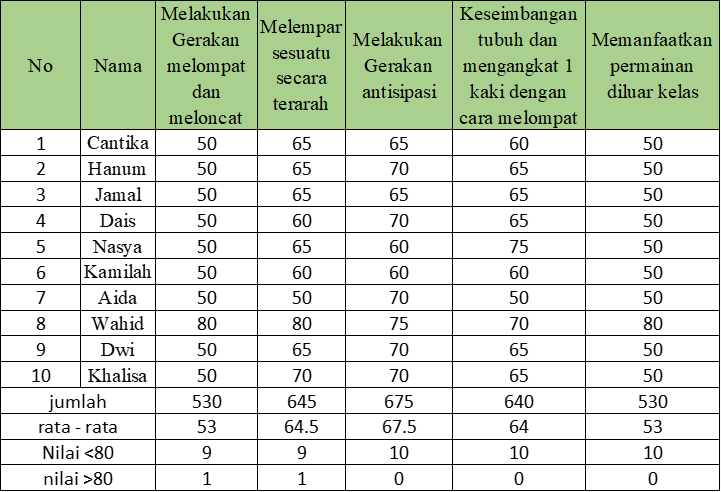 No | Nama | Melakukan Gerakan melompat dan meloncat | Melempar sesuatu secara terarah | Melakukan Gerakan antisipasi | Keseimbangan tubuh dan mengangkat 1 kaki dengan cara melompat | Memanfaatkan permainan diluar kelas
1 | Cantika | 50 | 65 | 65 | 60 | 50
2 | Hanum | 50 | 65 | 70 | 65 | 50
3 | Jamal | 50 | 65 | 65 | 65 | 50
4 | Dais | 50 | 60 | 70 | 65 | 50
5 | Nasya | 50 | 65 | 60 | 75 | 50
6 | Kamilah | 50 | 60 | 60 | 60 | 50
7 | Aida | 50 | 50 | 70 | 50 | 50
8 | Wahid | 80 | 80 | 75 | 70 | 80
9 | Dwi | 50 | 65 | 70 | 65 | 50
10 | Khalisa | 50 | 70 | 70 | 65 | 50
jumlah | 530 | 645 | 675 | 640 | 530
rata - rata | 53 | 64.5 | 67.5 | 64 | 53
Nilai <80 | 9 | 9 | 10 | 10 | 10
nilai >80 | 1 | 1 | 0 | 0 | 0